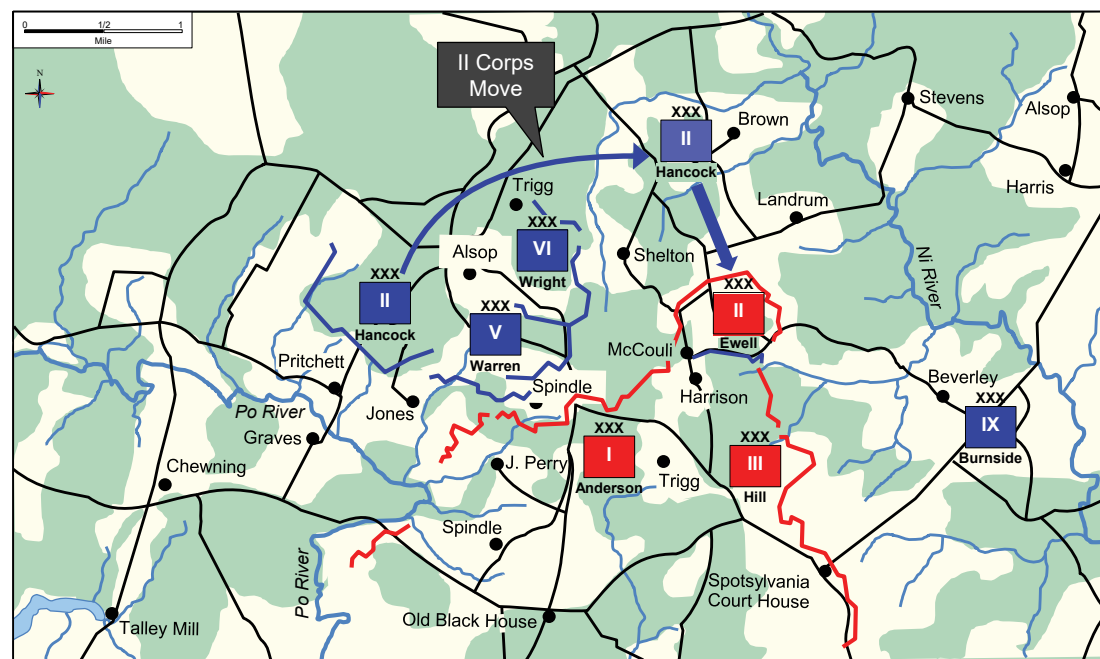 0 1/2 1
Mile
N
II Corps
Move
XXX
II
Hancock
Brown
Stevens
Alsop
Harris
Trigg
Landrum
XXX
VI
Wright
Alsop
Shelton
Ni River
XXX
II
Hancock
XXX
V
Warren
XXX
II
Ewell
McCouli
Pritchett
Spindle
Harrison
Beverley
Jones
Po River
Graves
XXX
IX
Burnside
XXX
I
Anderson
XXX
III
Hill
Chewning
J. Perry
Trigg
Spindle
Po River
Spotsylvania
Court House
Old Black House
Talley Mill